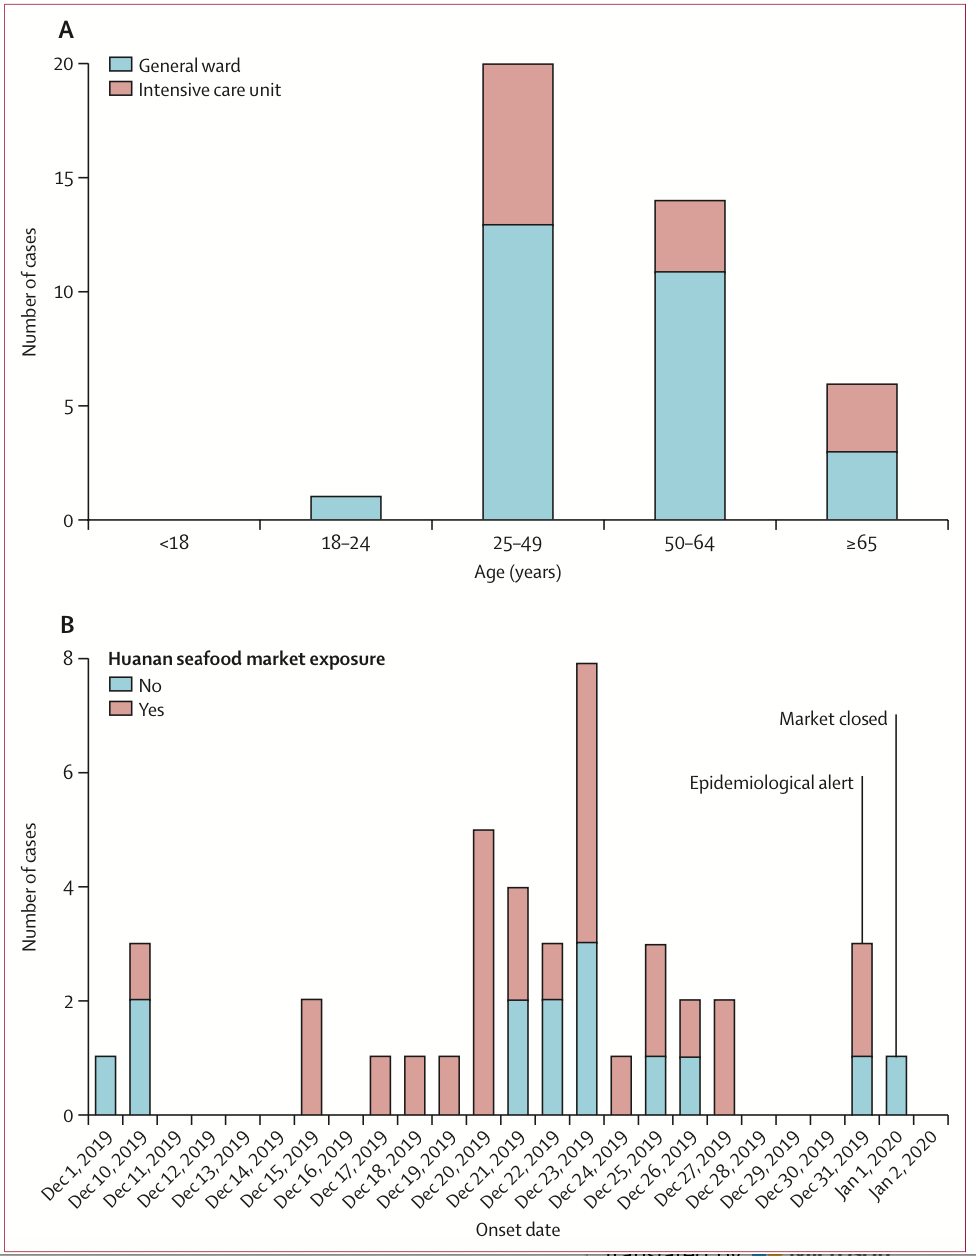 A
General ward
Intensive care unit
20
15
10
5
0
Number of cases
<18
18–24
25–49
50–64
≥65
Age (years)
B
Huanan seafood market exposure
No
Yes
8
6
4
2
0
Number of cases
Market closed
Epidemiological alert
Dec 1, 2019
Dec 10, 2019
Dec 11, 2019
Dec 12, 2019
Dec 13, 2019
Dec 14, 2019
Dec 15, 2019
Dec 16, 2019
Dec 17, 2019
Dec 18, 2019
Dec 19, 2019
Dec 20, 2019
Dec 21, 2019
Dec 22, 2019
Dec 23, 2019
Dec 24, 2019
Dec 25, 2019
Dec 26, 2019
Dec 27, 2019
Dec 28, 2019
Dec 29, 2019
Dec 30, 2019
Dec 31, 2019
Jan 1, 2020
Jan 2, 2020
Onset date